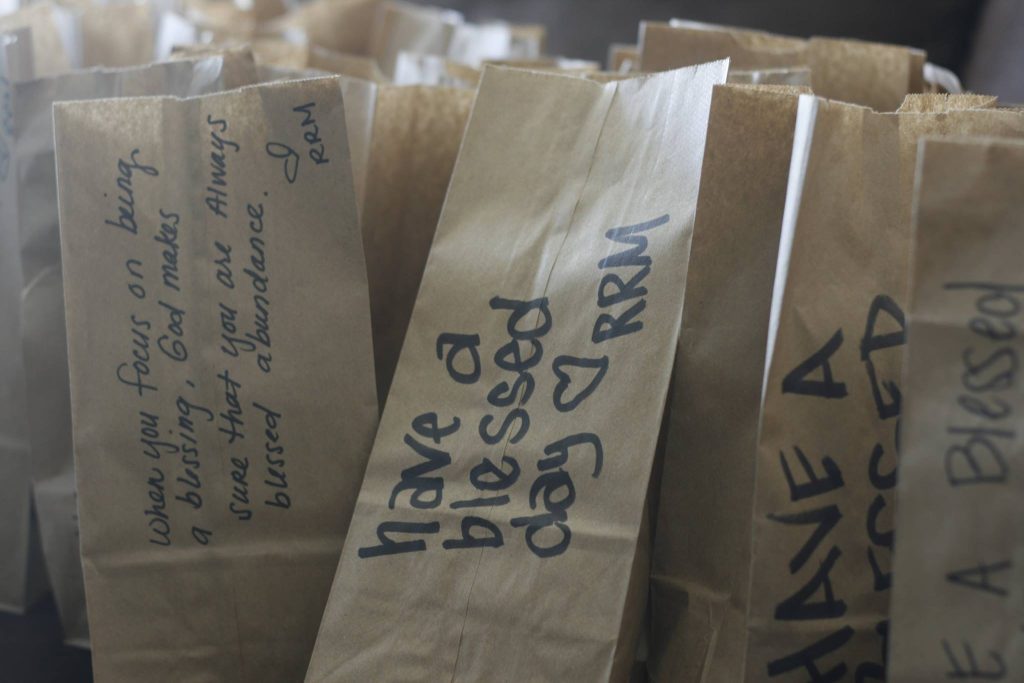 When you focus on being
a blessing, God makes
sure that you are Always
blessed abundance.
RRM
have a
blessed
day ♡ RRM
HAVE A
BLESSED
A Blessed